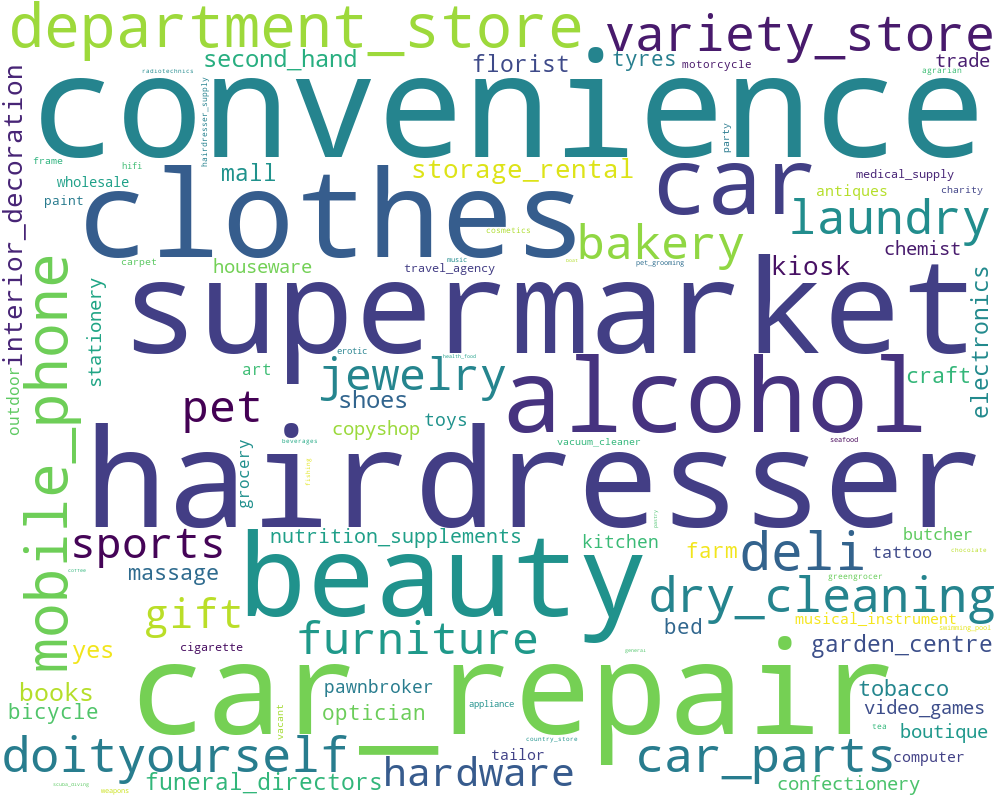 department_store
variety_store
second_hand
florist
tyres
motorcycle
trade
radiotechnics
agrarian
convenience
hairdresser_supply
party
interior_decoration
frame
hifi
mall
storage_rental
car
medical_supply
wholesale
antiques
charity
paint
clothes
laundry
cosmetics
bakery
chemist
carpet
houseware
music
travel_agency
pet_grooming
kiosk
mobile_phone
stationery
supermarket
electronics
erotic
health_food
outdoor
art
jewelry
alcohol
craft
pet
shoes
copyshop
toys
beverages
vacuum_cleaner
seafood
grocery
fishing
hairdresser
pastry
sports
nutrition_supplements
kitchen
farm
deli
butcher
tattoo
chocolate
coffee
massage
beauty
greengrocer
dry_cleaning
gift
bed
musical_instrument
swimming_pool
yes
cigarette
furniture
general
garden_centre
car_repair
books
pawnbroker
tobacco
bicycle
vacant
optician
appliance
video_games
tea
boutique
doityourself
country_store
tailor
car_parts
computer
funeral_directors
hardware
confectionery
scuba_diving
weapons